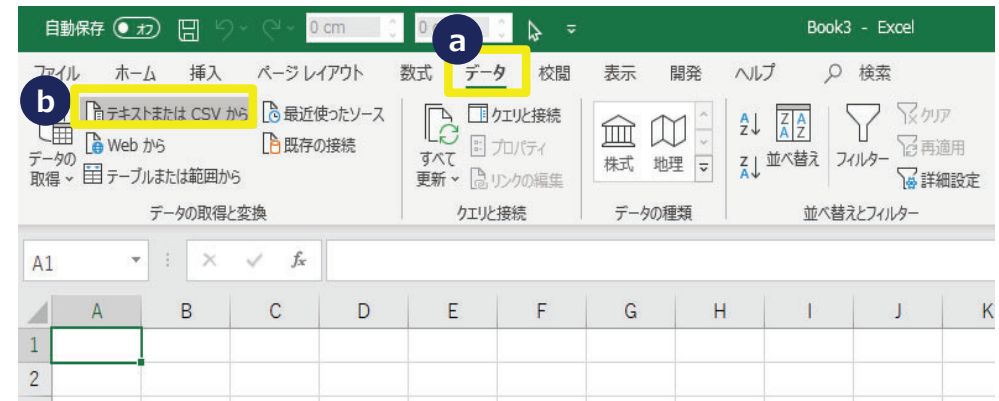 自動保存 オフ 0 cm 0 Book3 - Excel
ファイル ホーム 挿入 ページ レイアウト 数式 データ 校閲 表示 開発 ヘルプ 検索
a
b
テキストまたは CSV から 最近使ったソース
Web から 既存の接続
テーブルまたは範囲から
データの
取得
データの取得と変換
すべて
更新
クエリと接続
プロパティ
リンクの編集
クエリと接続
株式 地理
データの種類
並べ替え フィルター
クリア
再適用
詳細設定
並べ替えとフィルター
A1 fx
A B C D E F G H I J K
1
2